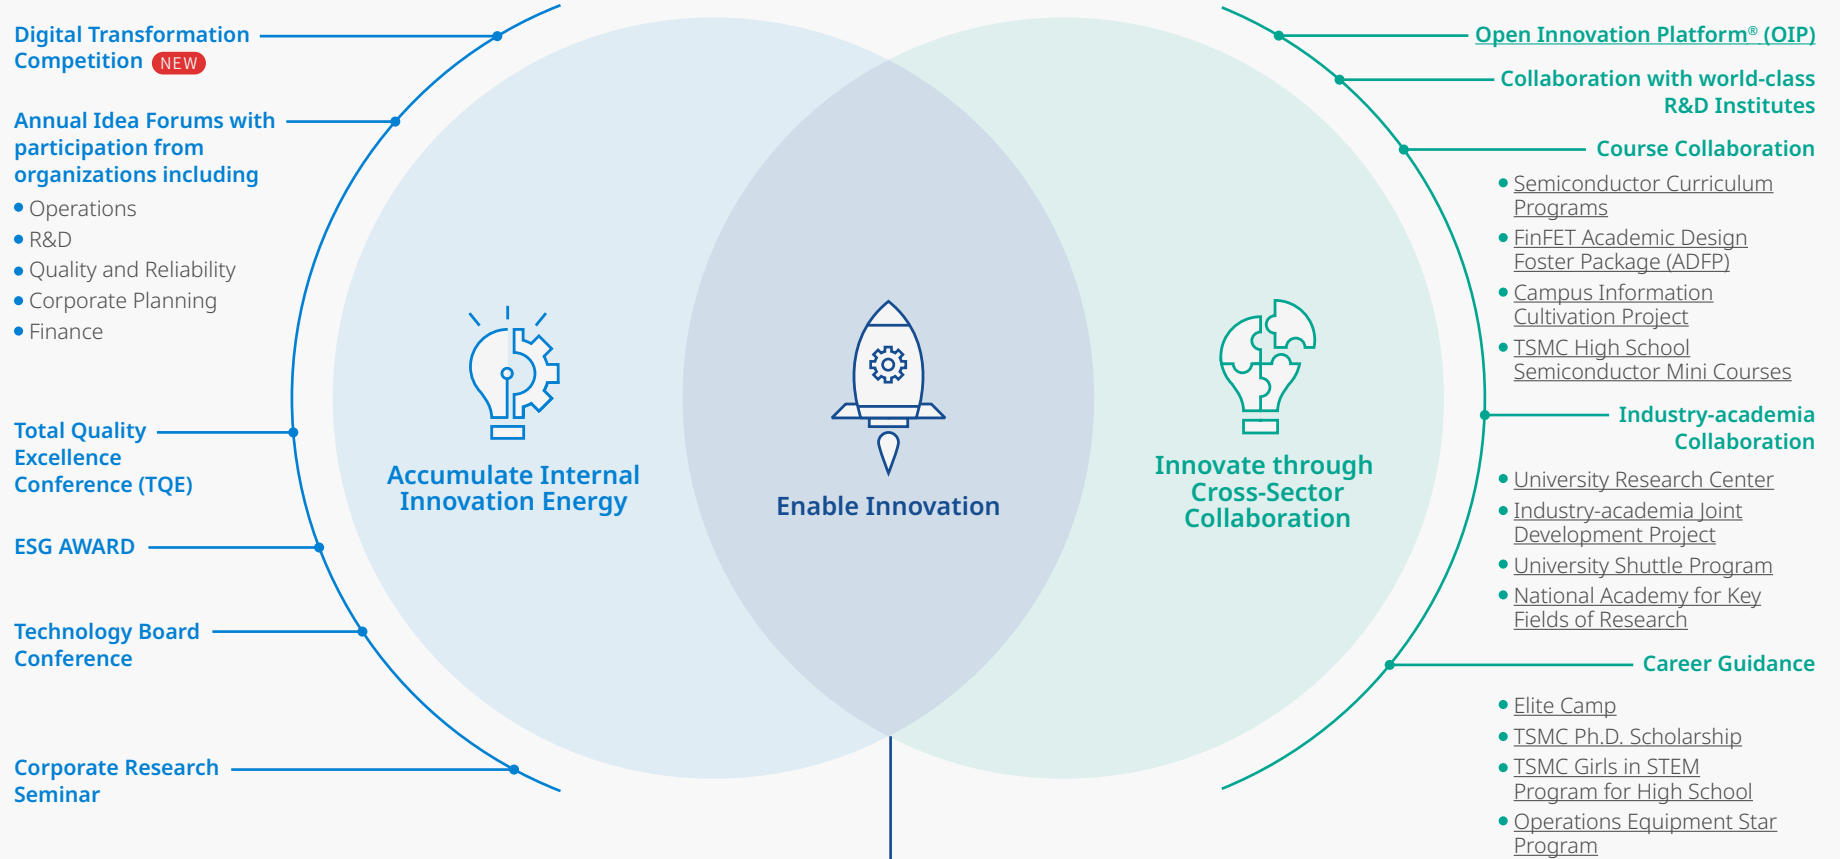 Digital Transformation
Competition NEW
Annual Idea Forums with
participation from
organizations including
Operations
R&D
Quality and Reliability
Corporate Planning
Finance
Total Quality
Excellence
Conference (TQE)
ESG AWARD
Technology Board
Conference
Corporate Research
Seminar
Accumulate Internal
Innovation Energy
Enable Innovation
Innovate through
Cross-Sector
Collaboration
Open Innovation Platform® (OIP)
Collaboration with world-class
R&D Institutes
Course Collaboration
Semiconductor Curriculum
Programs
FinFET Academic Design
Foster Package (ADFP)
Campus Information
Cultivation Project
TSMC High School
Semiconductor Mini Courses
Industry-academia
Collaboration
University Research Center
Industry-academia Joint
Development Project
University Shuttle Program
National Academy for Key
Fields of Research
Career Guidance
Elite Camp
TSMC Ph.D. Scholarship
TSMC Girls in STEM
Program for High School
Operations Equipment Star
Program